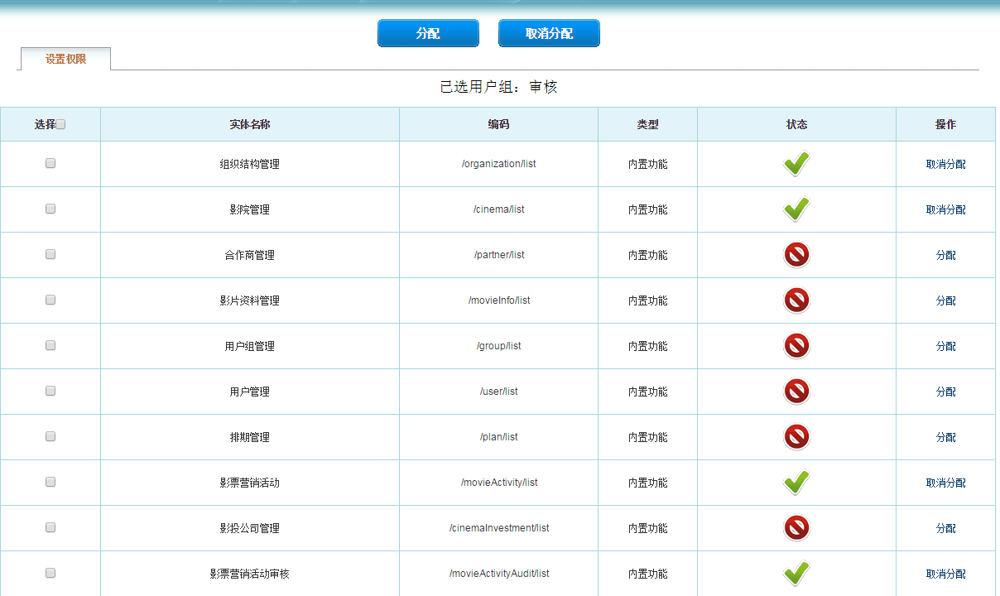 分配 取消分配
设置权限
已选用户组：审核
选择 实体名称 编码 类型 状态 操作
组织结构管理 /organization/list 内置功能 取消分配
影院管理 /cinema/list 内置功能 取消分配
合作商管理 /partner/list 内置功能 分配
影片资料管理 /movieInfo/list 内置功能 分配
用户组管理 /group/list 内置功能 分配
用户管理 /user/list 内置功能 分配
排期管理 /plan/list 内置功能 分配
影票营销活动 /movieActivity/list 内置功能 取消分配
影投公司管理 /cinemaInvestment/list 内置功能 分配
影票营销活动审核 /movieActivityAudit/list 内置功能 取消分配